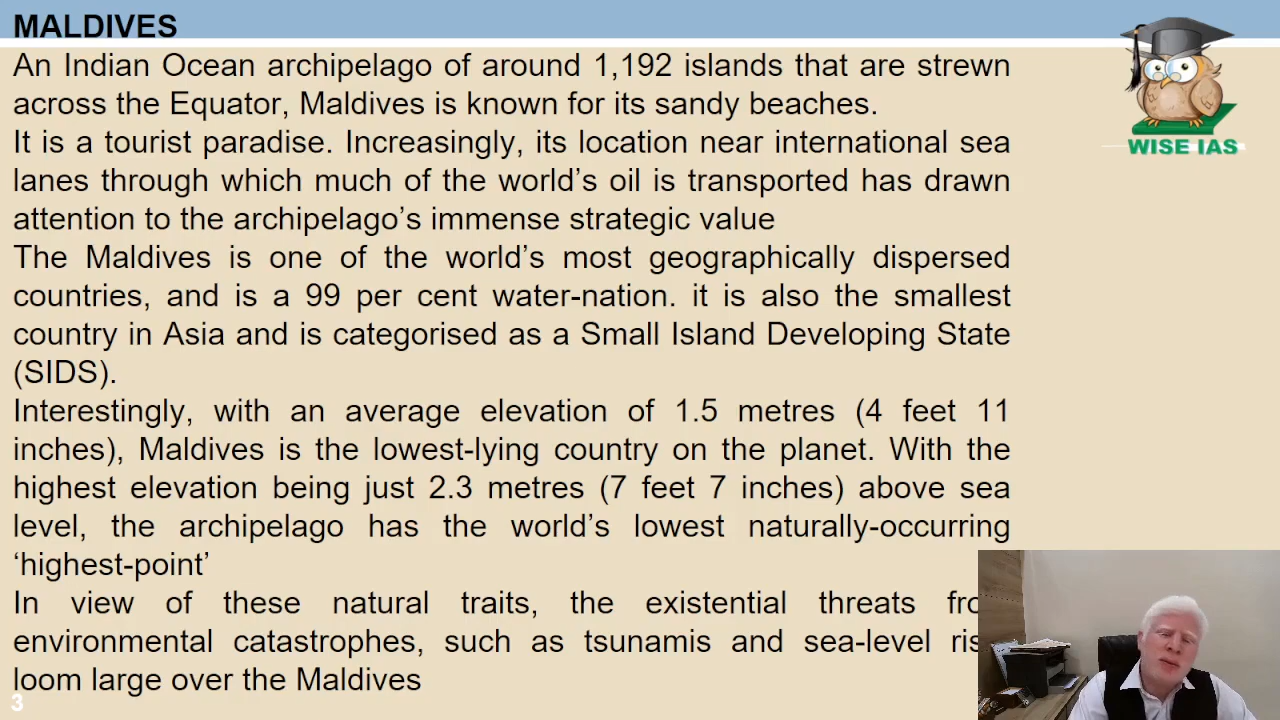 MALDIVES
An Indian Ocean archipelago of around 1,192 islands that are strewn
across the Equator, Maldives is known for its sandy beaches.
It is a tourist paradise. Increasingly, its location near international sea
lanes through which much of the world’s oil is transported has drawn
attention to the archipelago’s immense strategic value
The Maldives is one of the world’s most geographically dispersed
countries, and is a 99 per cent water-nation. it is also the smallest
country in Asia and is categorised as a Small Island Developing State
(SIDS).
Interestingly, with an average elevation of 1.5 metres (4 feet 11
inches), Maldives is the lowest-lying country on the planet. With the
highest elevation being just 2.3 metres (7 feet 7 inches) above sea
level, the archipelago has the world’s lowest naturally-occurring
‘highest-point’
In view of these natural traits, the existential threats
environmental catastrophes, such as tsunamis and sea-level
loom large over the Maldives
3
WISE IAS